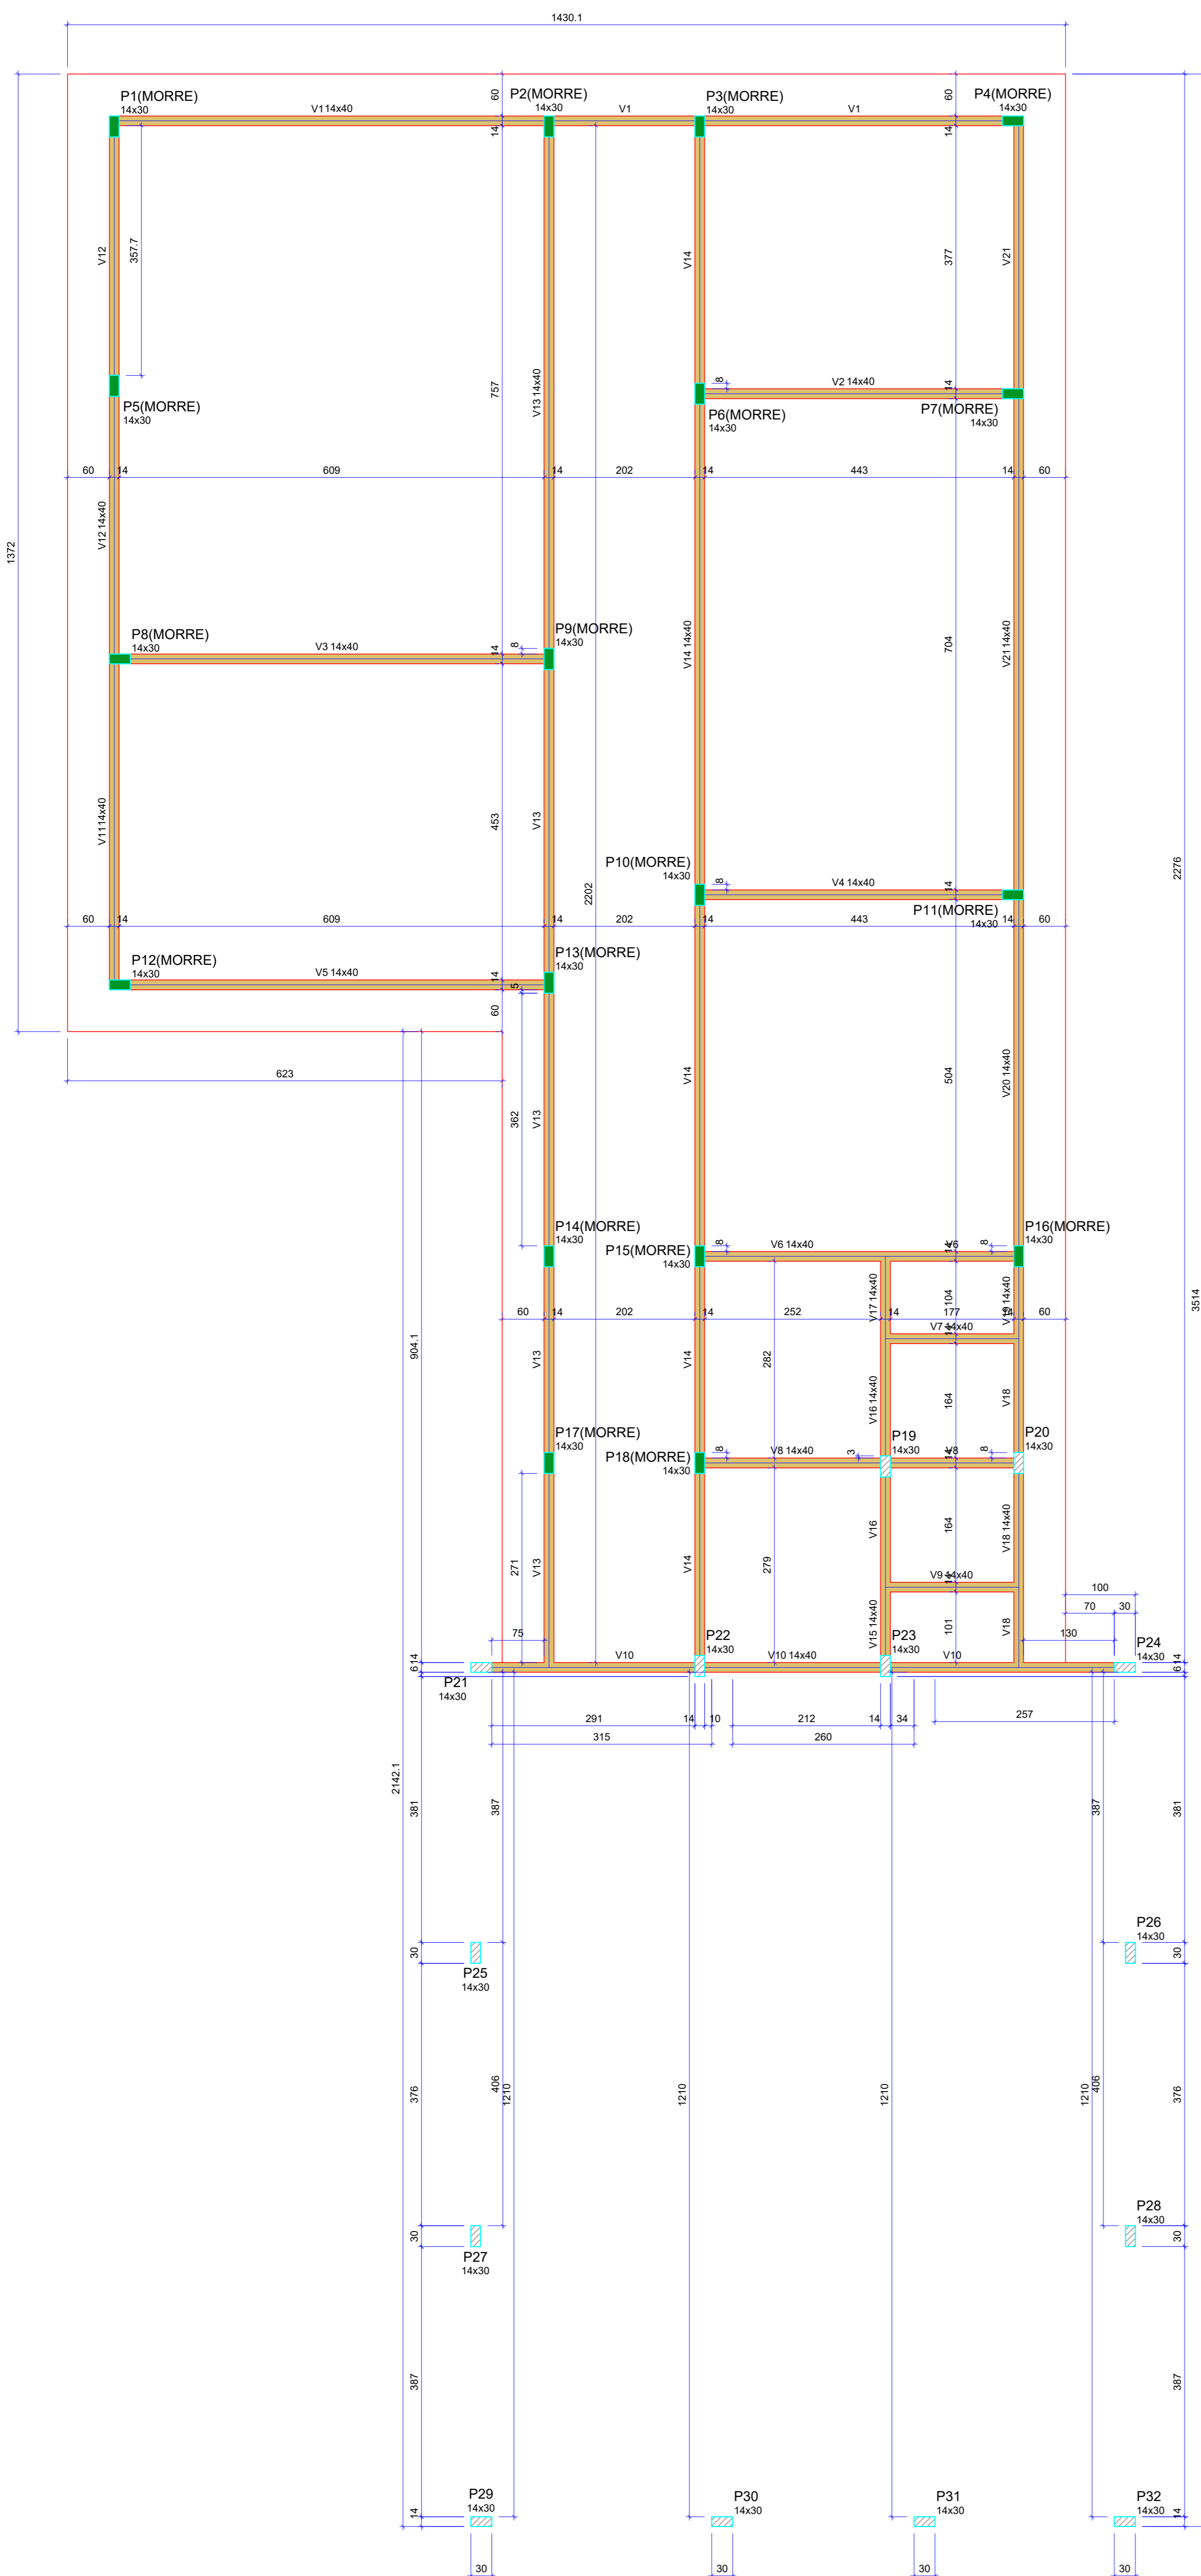 1430.1
P1(MORRE)
14x30
V1 14x40
60
14
P2(MORRE)
14x30
V1
P3(MORRE)
14x30
V1
60
14
P4(MORRE)
14x30
V12
357.7
V14
377
V21
757
V13 14x40
P5(MORRE)
14x30
8
V2 14x40
14
P6(MORRE)
14x30
P7(MORRE)
14x30
60
14
609
14
202
14
443
14
60
1372
V12 14x40
P8(MORRE)
14x30
V3 14x40
14
8
P9(MORRE)
14x30
V14 14x40
704
V21 14x40
V11 14x40
453
V13
2202
P10(MORRE)
14x30
8
V4 14x40
14
P11(MORRE)
14x30
2276
60
14
609
14
202
14
443
14
60
P12(MORRE)
14x30
V5 14x40
14
5
P13(MORRE)
14x30
60
623
362
V13
V14
504
V20 14x40
P14(MORRE)
14x30
P15(MORRE)
14x30
8
V6 14x40
V6
14
8
P16(MORRE)
14x30
3514
904.1
60
14
202
14
252
14
177
14
60
V17 14x40
104
V19 14x40
V7 14x40
14
V13
V14
282
V16 14x40
164
V18
P17(MORRE)
14x30
P18(MORRE)
14x30
8
V8 14x40
3
P19
14x30
V8
14
8
P20
14x30
271
V13
V14
279
V16
164
V18 14x40
V9 14x40
14
100
70
30
75
V15 14x40
101
V18
130
P21
14x30
6
14
V10
P22
14x30
V10 14x40
P23
14x30
V10
P24
14x30
6
14
291
14
10
212
14
34
257
315
260
2142.1
381
387
387
381
30
P25
14x30
P26
14x30
30
376
406
1210
1210
1210
1210
406
376
30
P27
14x30
P28
14x30
30
387
387
14
P29
14x30
P30
14x30
P31
14x30
P32
14x30
14
30
30
30
30